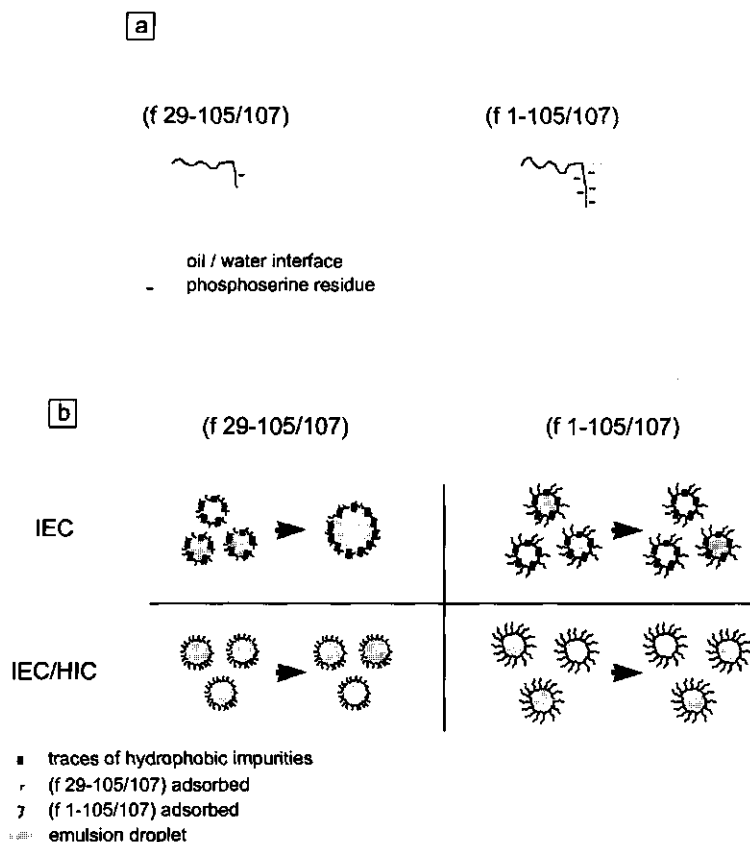 a
(f 29-105/107) (f 1-105/107)
oil / water interface
- phosphoserine residue
b
(f 29-105/107) (f 1-105/107)
IEC
IEC/HIC
traces of hydrophobic impurities
(f 29-105/107) adsorbed
(f 1-105/107) adsorbed
emulsion droplet